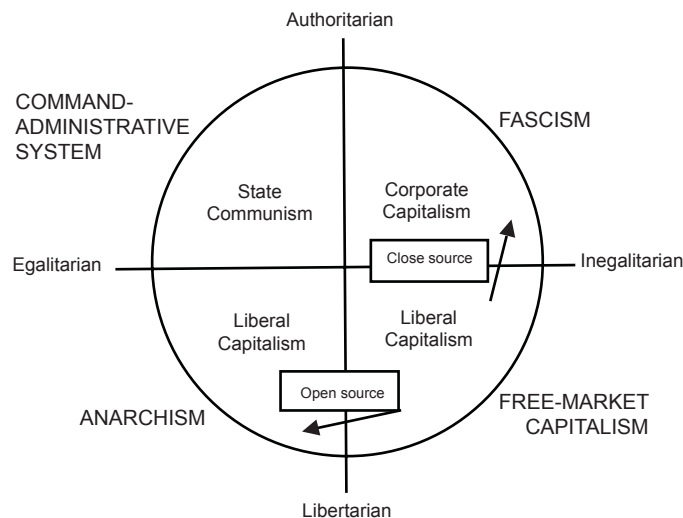 Authoritarian
COMMAND-
ADMINISTRATIVE
SYSTEM
FASCISM
State
Communism
Corporate
Capitalism
Egalitarian
Close source
Inegalitarian
Liberal
Capitalism
Liberal
Capitalism
Open source
ANARCHISM
FREE-MARKET
CAPITALISM
Libertarian